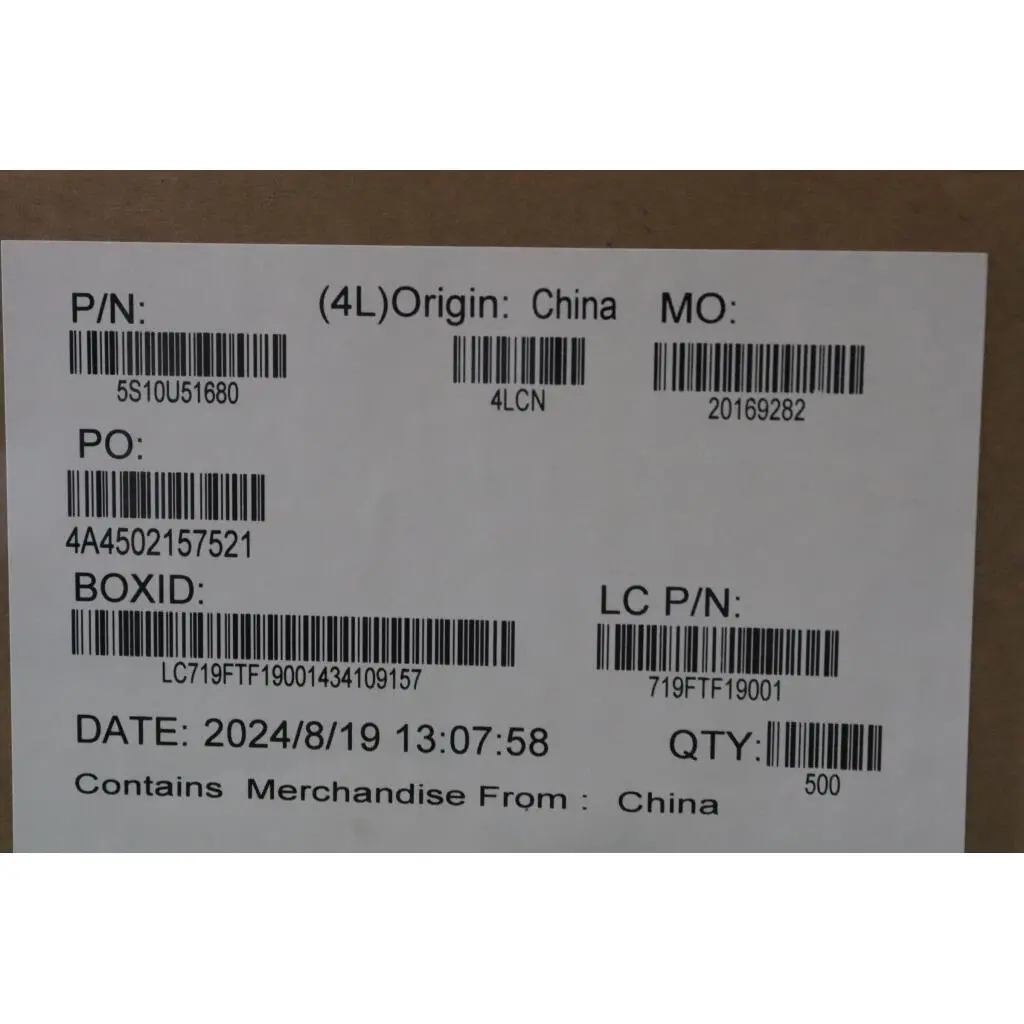 P/N: (4L)Origin: China MO:
5S10U51680 4LCN 20169282
PO:
4A4502157521
BOXID: LC P/N:
LC719FTF19001434109157 719FTF19001
DATE: 2024/8/19 13:07:58 QTY:
500
Contains Merchandise From : China